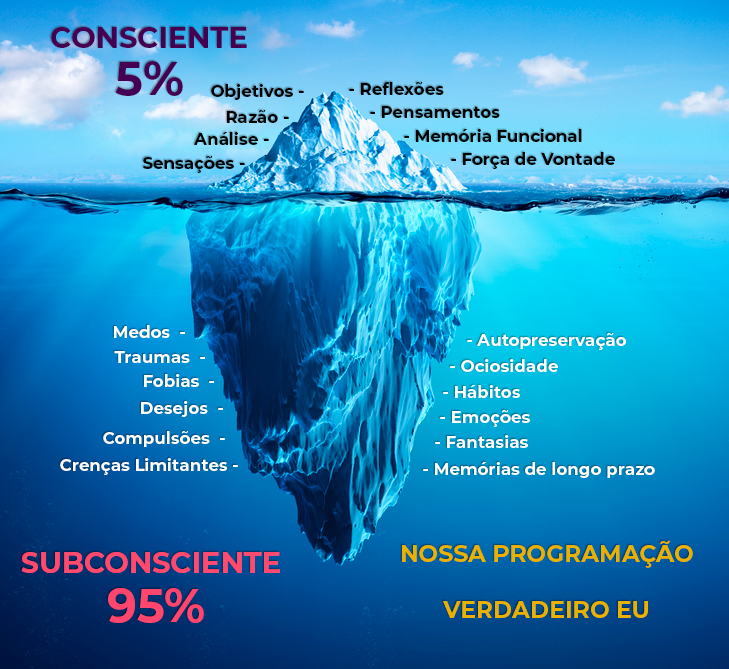 CONSCIENTE
5%
Objetivos -
Razão -
Análise -
Sensações -
- Reflexões
- Pensamentos
- Memória Funcional
- Força de Vontade
Medos -
Traumas -
Fobias -
Desejos -
Compulsões -
Crenças Limitantes -
- Autopreservação
- Ociosidade
- Hábitos
- Emoções
- Fantasias
- Memórias de longo prazo
SUBCONSCIENTE
95%
NOSSA PROGRAMAÇÃO
VERDADEIRO EU